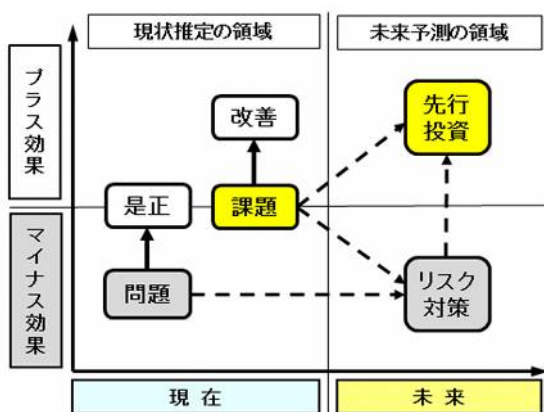 現状推定の領域
未来予測の領域
プラス効果
マイナス効果
改善
先行
投資
是正
課題
問題
リスク
対策
現在
未来